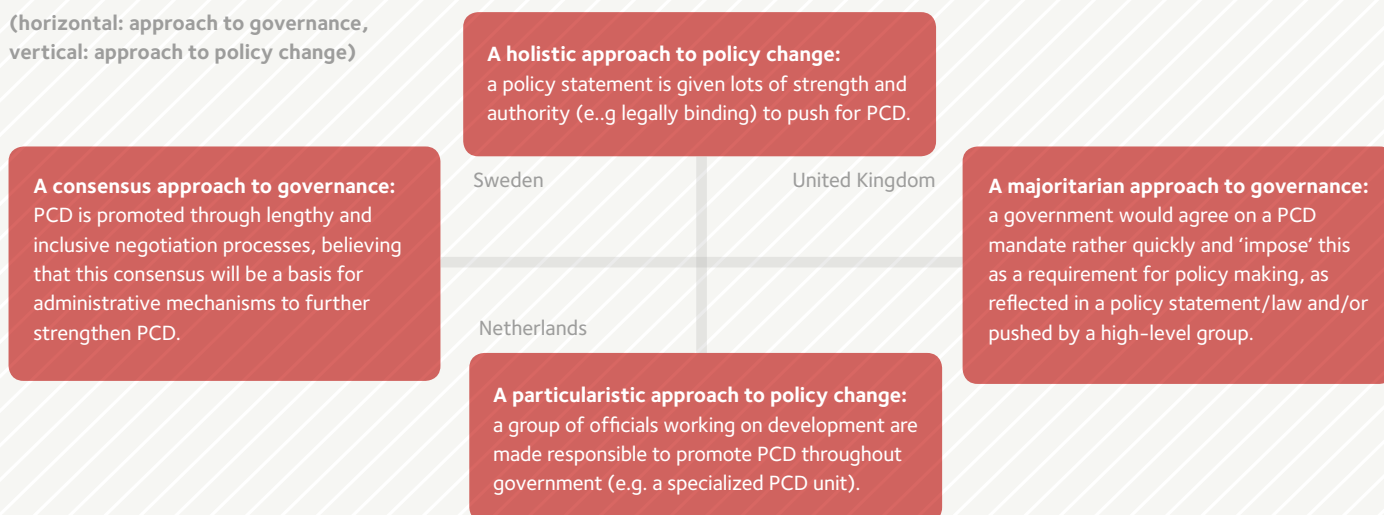 (horizontal: approach to governance,
vertical: approach to policy change)
A holistic approach to policy change:
a policy statement is given lots of strength and
authority (e..g legally binding) to push for PCD.
A consensus approach to governance:
PCD is promoted through lengthy and
inclusive negotiation processes, believing
that this consensus will be a basis for
administrative mechanisms to further
strengthen PCD.
Sweden
United Kingdom
A majoritarian approach to governance:
a government would agree on a PCD
mandate rather quickly and ‘impose’ this
as a requirement for policy making, as
reflected in a policy statement/law and/or
pushed by a high-level group.
Netherlands
A particularistic approach to policy change:
a group of officials working on development are
made responsible to promote PCD throughout
government (e.g. a specialized PCD unit).